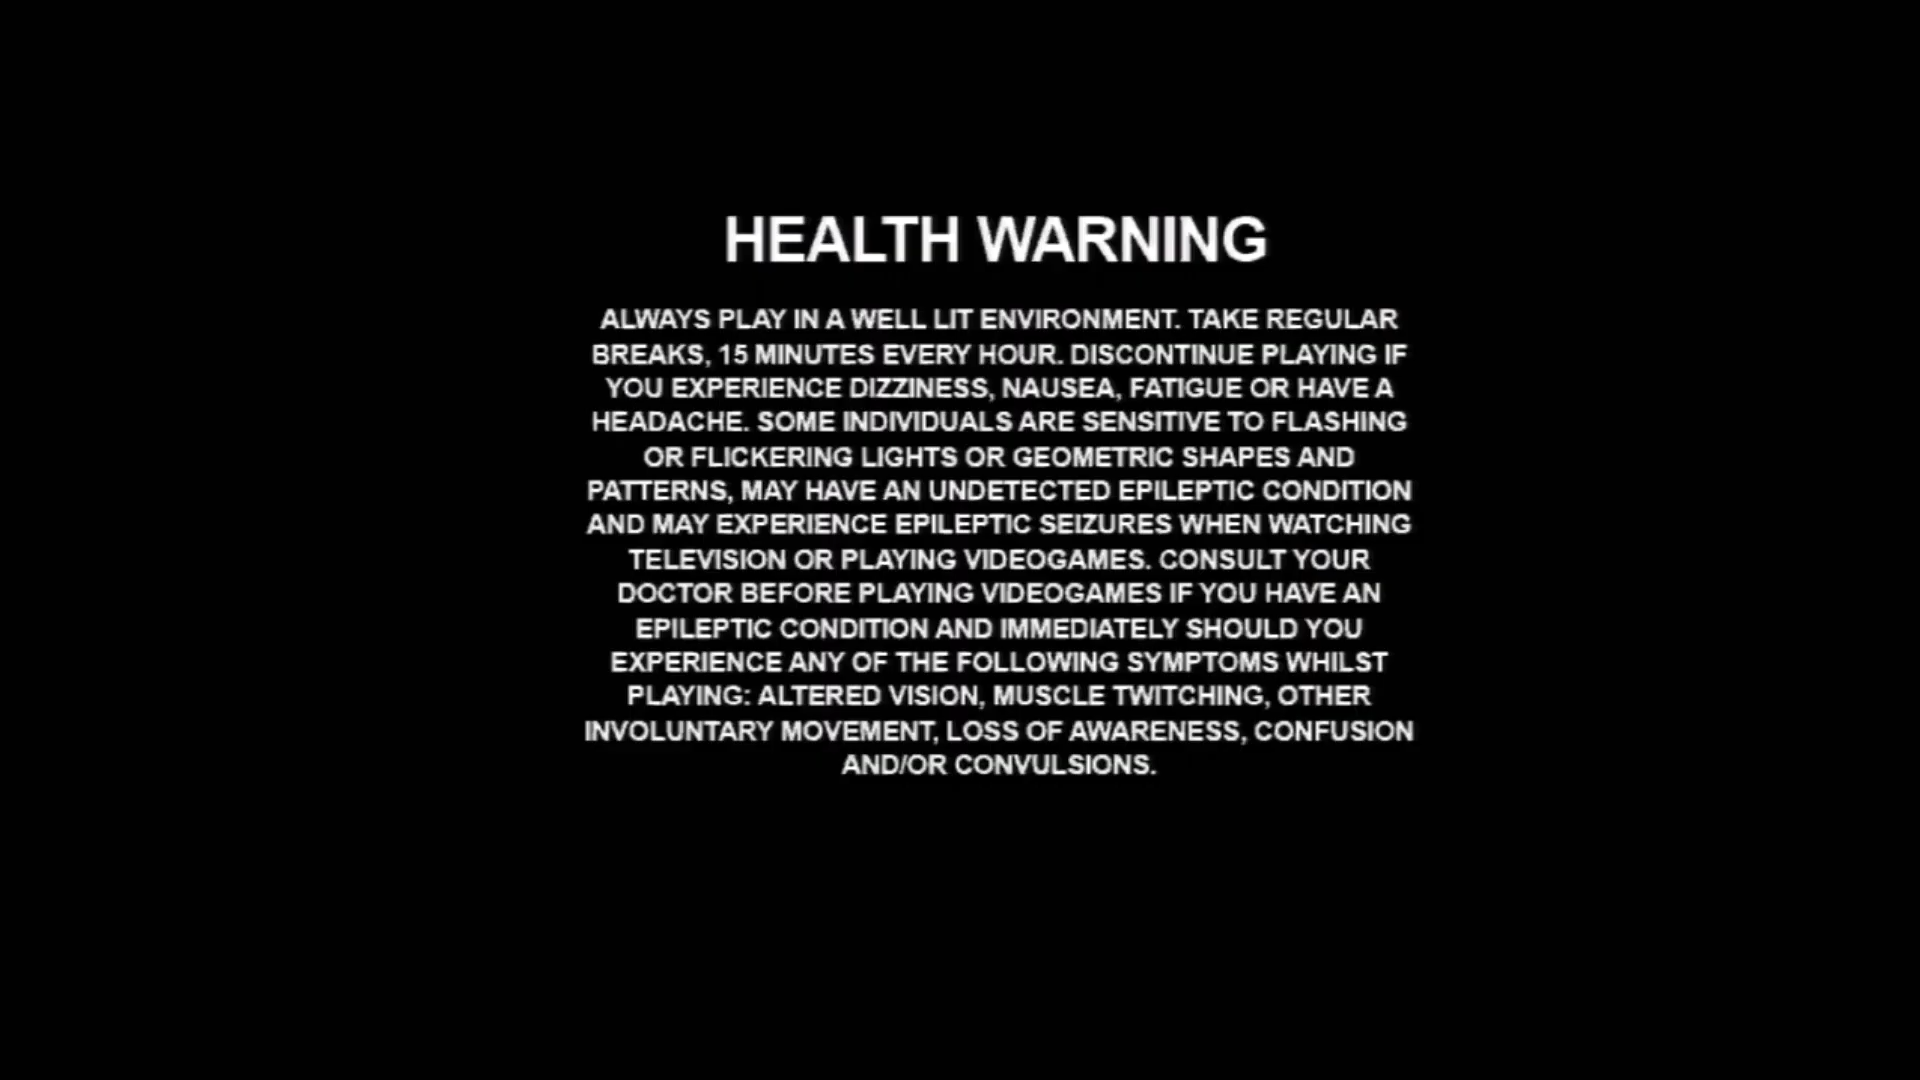 HEALTH WARNING
ALWAYS PLAY IN A WELL LIT ENVIRONMENT. TAKE REGULAR
BREAKS, 15 MINUTES EVERY HOUR. DISCONTINUE PLAYING IF
YOU EXPERIENCE DIZZINESS, NAUSEA, FATIGUE OR HAVE A
HEADACHE. SOME INDIVIDUALS ARE SENSITIVE TO FLASHING
OR FLICKERING LIGHTS OR GEOMETRIC SHAPES AND
PATTERNS, MAY HAVE AN UNDETECTED EPILEPTIC CONDITION
AND MAY EXPERIENCE EPILEPTIC SEIZURES WHEN WATCHING
TELEVISION OR PLAYING VIDEOGAMES. CONSULT YOUR
DOCTOR BEFORE PLAYING VIDEOGAMES IF YOU HAVE AN
EPILEPTIC CONDITION AND IMMEDIATELY SHOULD YOU
EXPERIENCE ANY OF THE FOLLOWING SYMPTOMS WHILST
PLAYING: ALTERED VISION, MUSCLE TWITCHING, OTHER
INVOLUNTARY MOVEMENT, LOSS OF AWARENESS, CONFUSION
AND/OR CONVULSIONS.